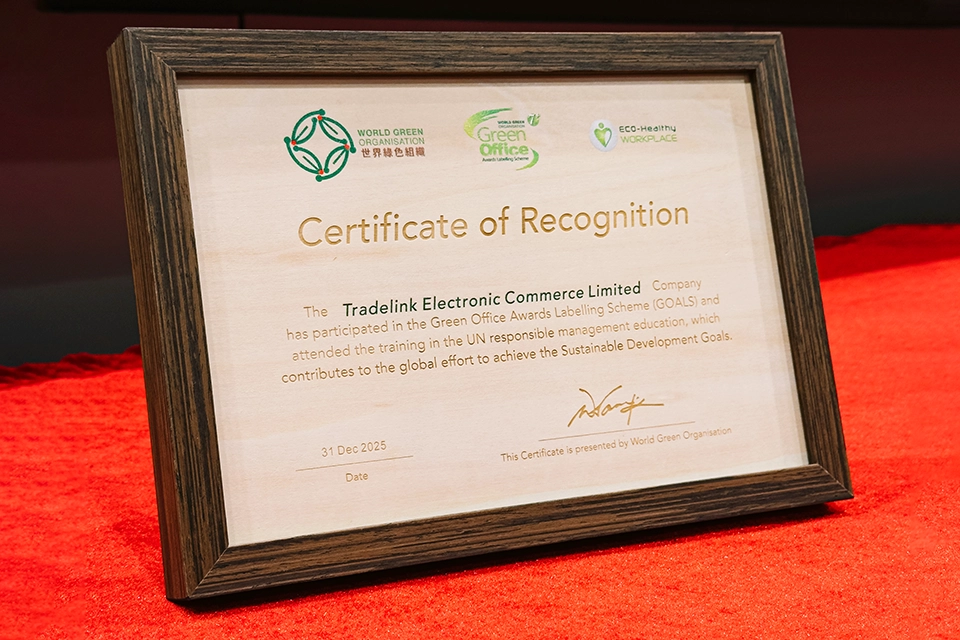 WORLD GREEN
ORGANISATION
世界綠色組織
WORLD GREEN
ORGANISATION
Green
Office
Awards Labelling Scheme
ECO-Healthy
WORKPLACE
Certificate of Recognition
The Tradelink Electronic Commerce Limited Company
has participated in the Green Office Awards Labelling Scheme (GOALS) and
attended the training in the UN responsible management education, which
contributes to the global effort to achieve the Sustainable Development Goals.
31 Dec 2025
Date
This Certificate is presented by World Green Organisation